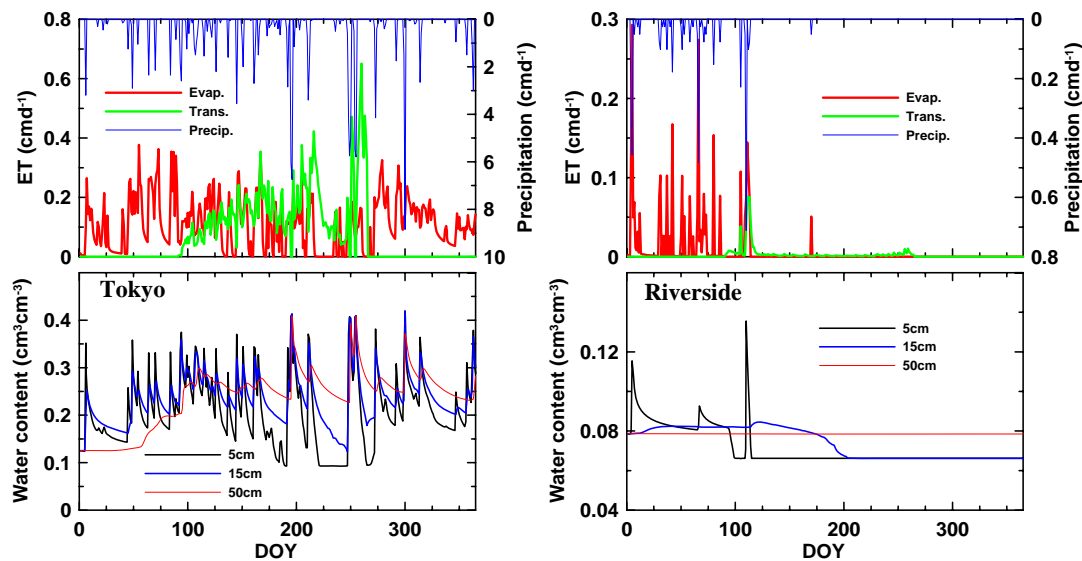 0.8
0.6
0.4
0.2
0
ET (cmd-1)
0
2
4
6
8
10
Precipitation (cmd-1)
Evap.
Trans.
Precip.
0.3
0.2
0.1
0
ET (cmd-1)
0
0.2
0.4
0.6
0.8
Precipitation (cmd-1)
Evap.
Trans.
Precip.
Tokyo
0.4
0.3
0.2
0.1
0
Water content (cm3cm-3)
5cm
15cm
50cm
0
100
200
300
DOY
Riverside
0.12
0.08
0.04
Water content (cm3cm-3)
5cm
15cm
50cm
0
100
200
300
DOY